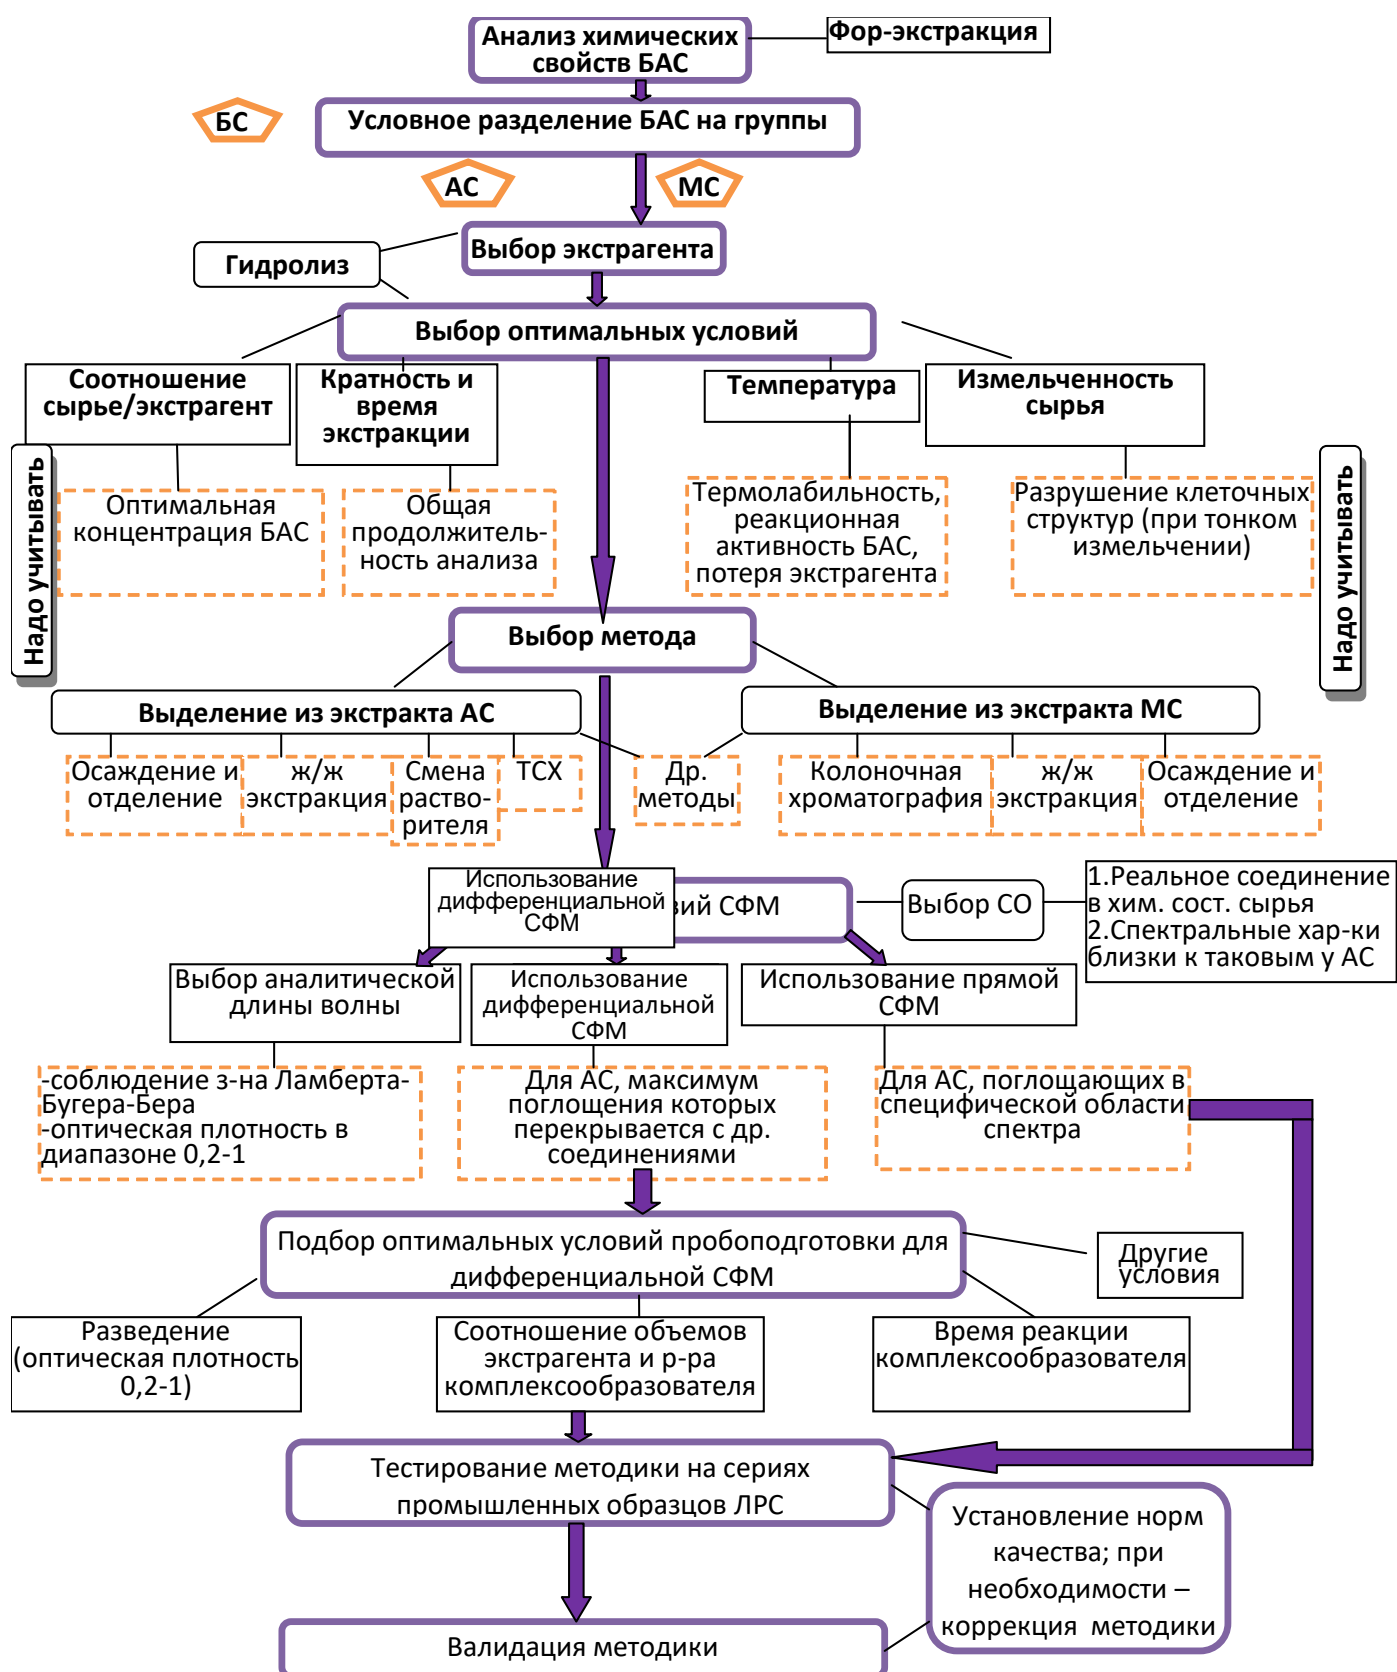 Анализ химических
свойств БАС
Фор-экстракция
БС
Условное разделение БАС на группы
АС
МС
Выбор экстрагента
Гидролиз
Выбор оптимальных условий
Соотношение
сырье/экстрагент
Кратность и
время
экстракции
Температура
Измельченность
сырья
Надо учитывать
Оптимальная
концентрация БАС
Общая
продолжитель-
ность анализа
Термолабильность,
реакционная
активность БАС,
потеря экстрагента
Разрушение клеточных
структур (при тонком
измельчении)
Надо учитывать
Выбор метода
Выделение из экстракта АС
Выделение из экстракта МС
Осаждение и
отделение
ж/ж
экстракция
Смена
раство-
рителя
ТСХ
Др.
методы
Колоночная
хроматография
ж/ж
экстракция
Осаждение и
отделение
Использование
дифференциальной
СФМ
СФМ
Выбор СО
1.Реальное соединение
в хим. сост. сырья
2.Спектральные хар-ки
близки к таковым у АС
Выбор аналитической
длины волны
Использование
дифференциальной
СФМ
Использование прямой
СФМ
-соблюдение з-на Ламберта-
Бугера-Бера
-оптическая плотность в
диапазоне 0,2-1
Для АС, максимум
поглощения которых
перекрывается с др.
соединениями
Для АС, поглощающих в
специфической области
спектра
Подбор оптимальных условий пробоподготовки для
дифференциальной СФМ
Другие
условия
Разведение
(оптическая плотность
0,2-1)
Соотношение объемов
экстрагента и р-ра
комплексообразователя
Время реакции
комплексообразователя
Тестирование методики на сериях
промышленных образцов ЛРС
Установление норм
качества; при
необходимости –
коррекция методики
Валидация методики